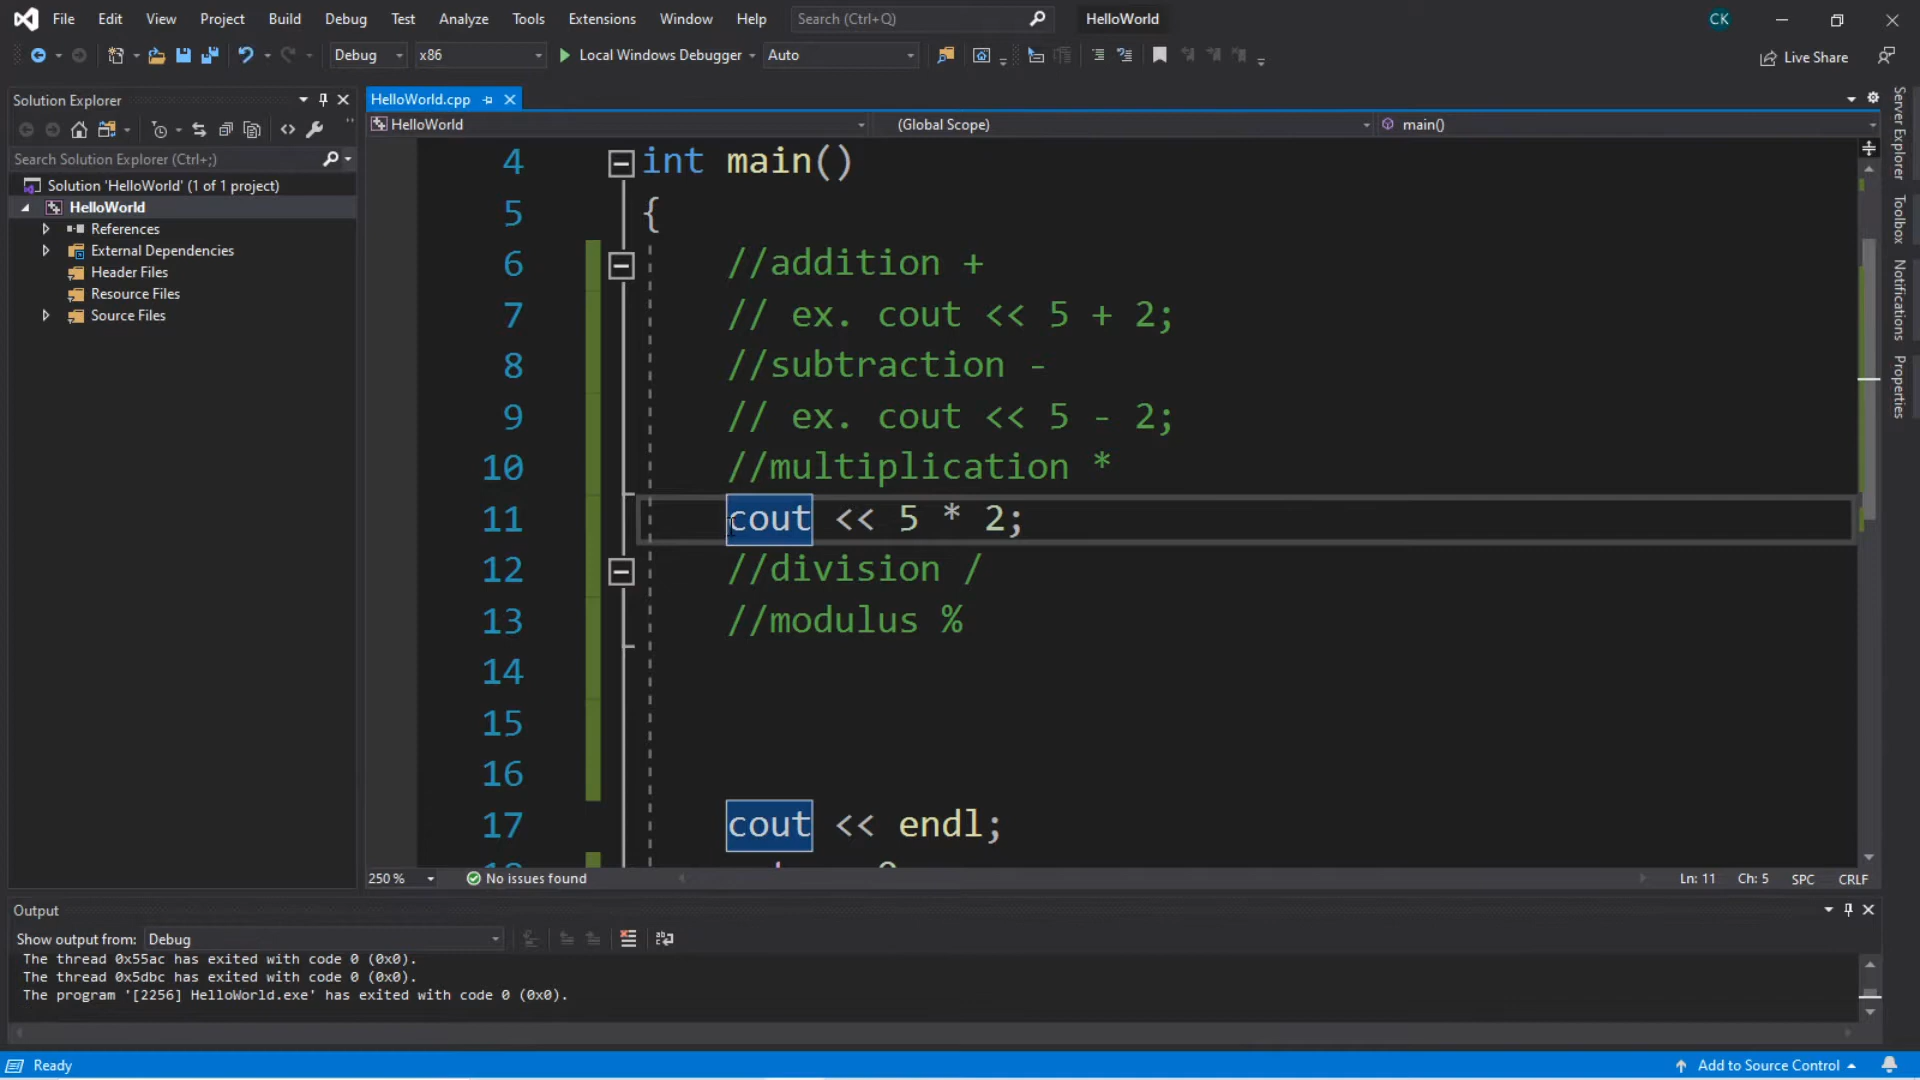 File Edit View Project Build Debug Test Analyze Tools Extensions Window Help Search (Ctrl+Q) HelloWorld CK
Debug x86 Local Windows Debugger Auto Live Share
Solution Explorer
Search Solution Explorer (Ctrl+;)
Solution 'HelloWorld' (1 of 1 project)
HelloWorld
References
External Dependencies
Header Files
Resource Files
Source Files
HelloWorld.cpp
HelloWorld (Global Scope) main()
4 int main()
5 {
6 //addition +
7 // ex. cout << 5 + 2;
8 //subtraction -
9 // ex. cout << 5 - 2;
10 //multiplication *
11 cout << 5 * 2;
12 //division /
13 //modulus %
14
15
16
17 cout << endl;
250 % No issues found Ln: 11 Ch: 5 SPC CRLF
Server Explorer
Toolbox
Notifications
Properties
Output
Show output from: Debug
The thread 0x55ac has exited with code 0 (0x0).
The thread 0x5dbc has exited with code 0 (0x0).
The program '[2256] HelloWorld.exe' has exited with code 0 (0x0).
Ready Add to Source Control